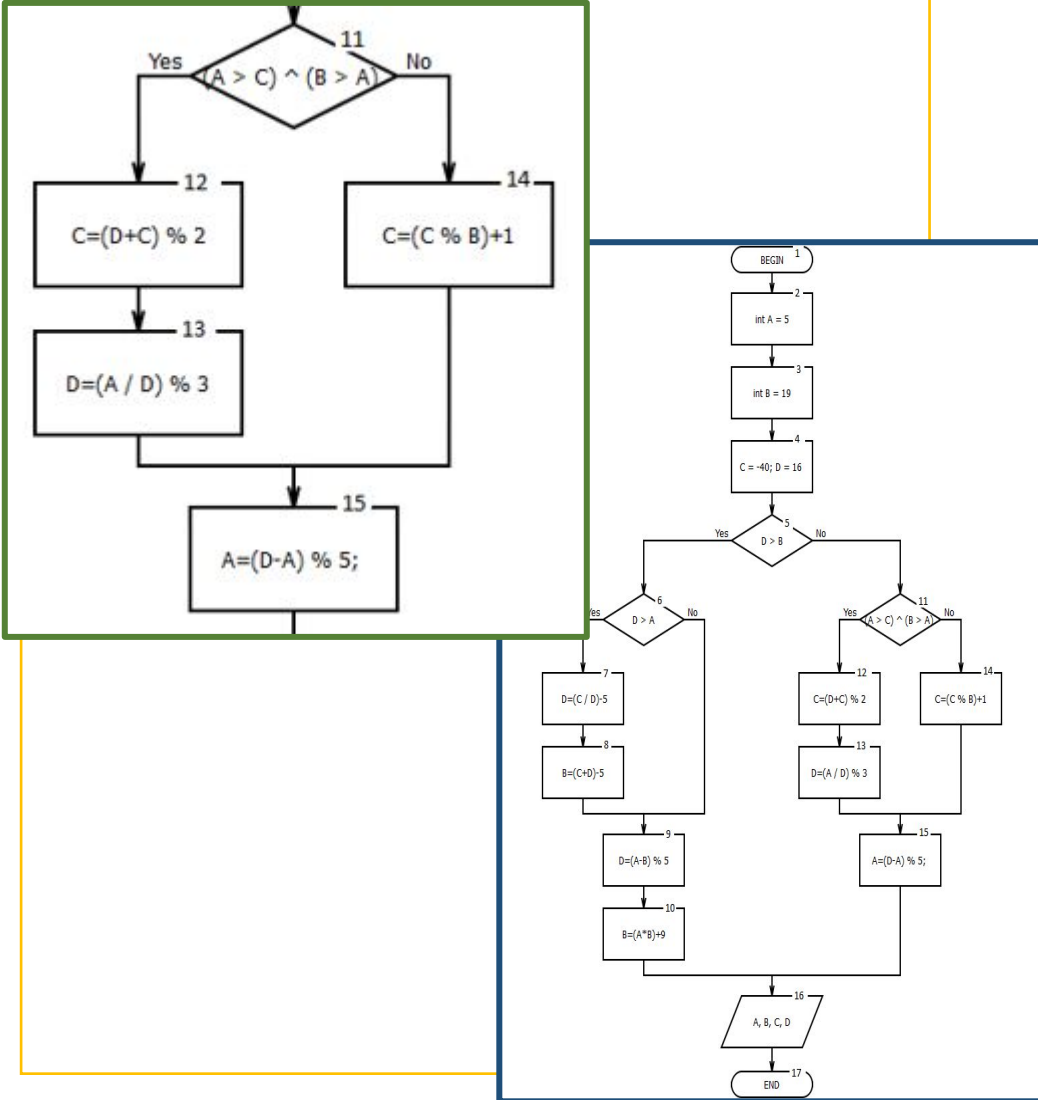 11
Yes
(A > C) ^ (B > A)
No
12
C=(D+C) % 2
14
C=(C % B)+1
13
D=(A / D) % 3
15
A=(D-A) % 5;
BEGIN
1
2
int A = 5
3
int B = 19
4
C = -40; D = 16
5
Yes
D > B
No
6
Yes
D > A
No
7
D=(C / D)-5
8
B=(C+D)-5
9
D=(A-B) % 5
10
B=(A*B)+9
11
Yes
(A > C) ^ (B > A)
No
12
C=(D+C) % 2
14
C=(C % B)+1
13
D=(A / D) % 3
15
A=(D-A) % 5;
16
A, B, C, D
17
END